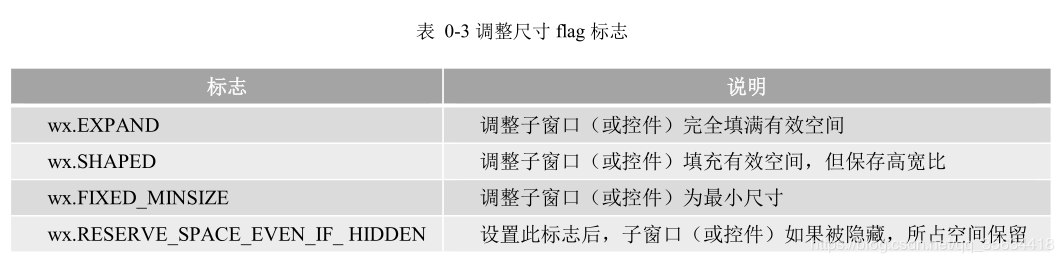 表 0-3 调整尺寸 flag 标志
标志 说明
wx.EXPAND 调整子窗口（或控件）完全填满有效空间
wx.SHAPED 调整子窗口（或控件）填充有效空间，但保存高宽比
wx.FIXED_MINSIZE 调整子窗口（或控件）为最小尺寸
wx.RESERVE_SPACE_EVEN_IF_ HIDDEN 设置此标志后，子窗口（或控件）如果被隐藏，所占空间保留